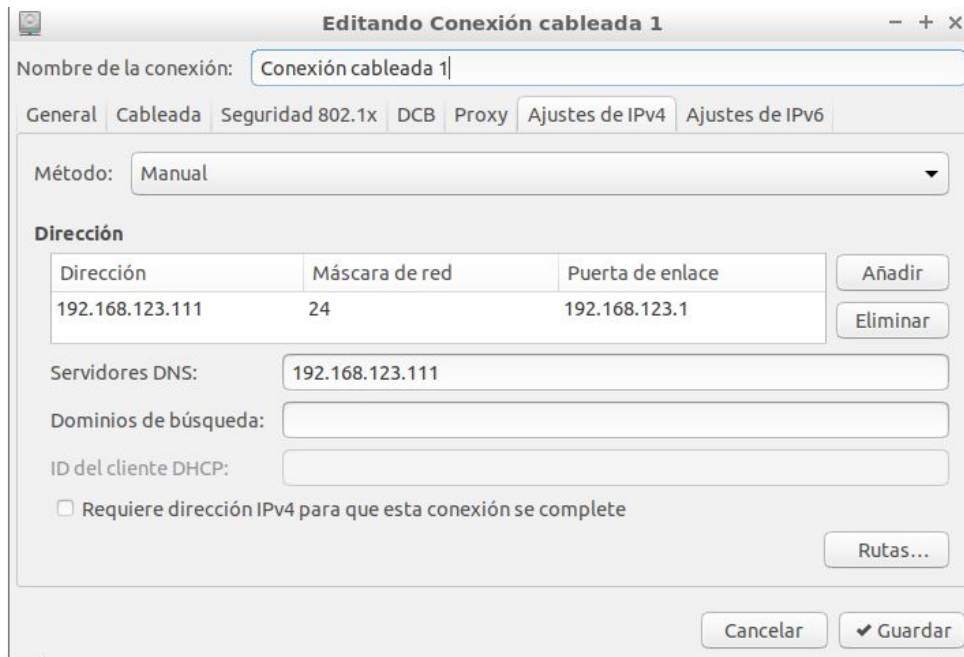 Editando Conexión cableada 1
Nombre de la conexión: Conexión cableada 1
General Cableada Seguridad 802.1x DCB Proxy Ajustes de IPv4 Ajustes de IPv6
Método: Manual
Dirección
Dirección Máscara de red Puerta de enlace Añadir
192.168.123.111 24 192.168.123.1
Eliminar
Servidores DNS: 192.168.123.111
Dominios de búsqueda:
ID del cliente DHCP:
Requiere dirección IPv4 para que esta conexión se complete
Rutas...
Cancelar Guardar